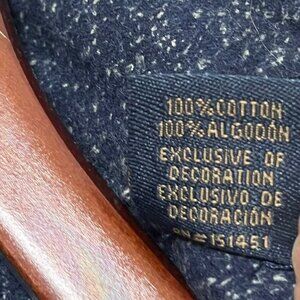 100% COTTON
100% ALGODÓN
EXCLUSIVE OF
DECORATION
EXCLUSIVO DE
DECORACIÓN
RN# 151451